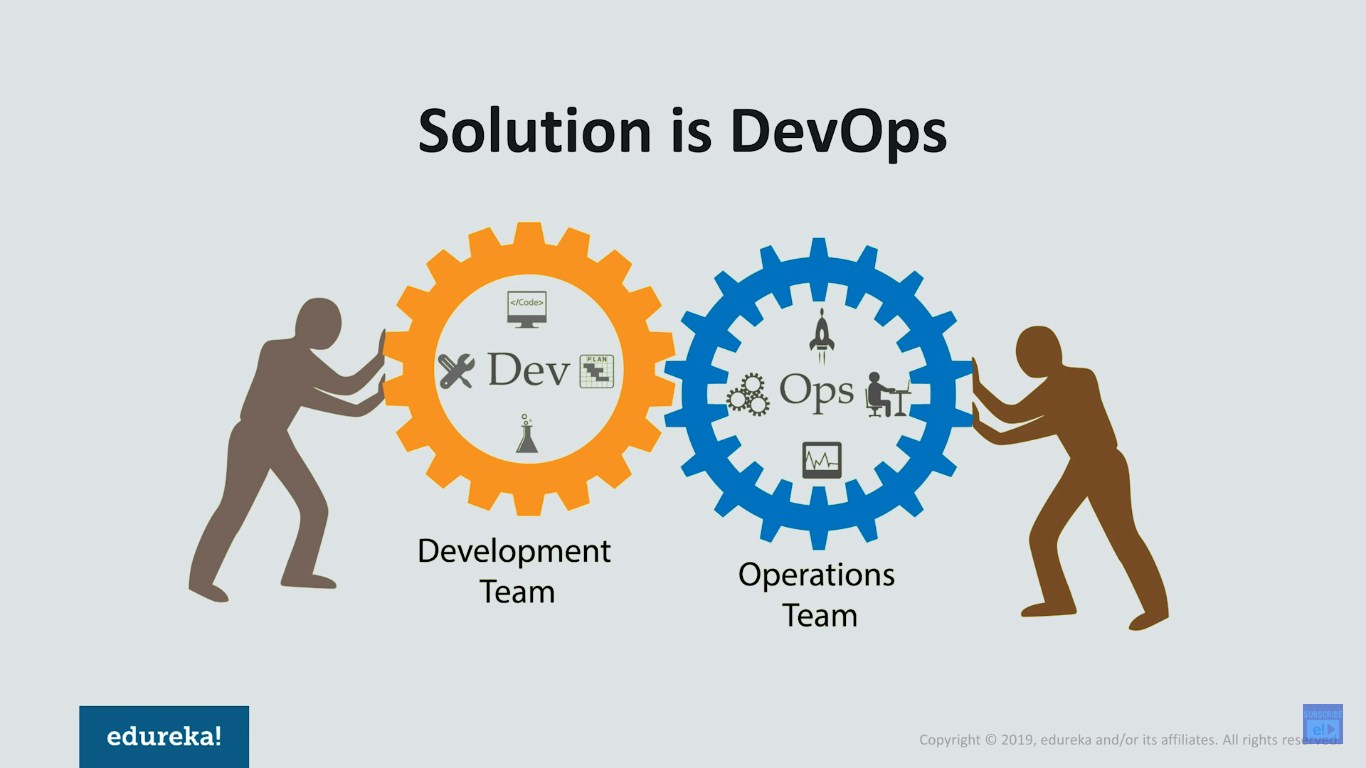 Solution is DevOps
</Code>
Dev
PLAN
Ops
Development
Team
Operations
Team
edureka!
SUBSCRIBE
e!
Copyright © 2019, edureka and/or its affiliates. All rights reserved.